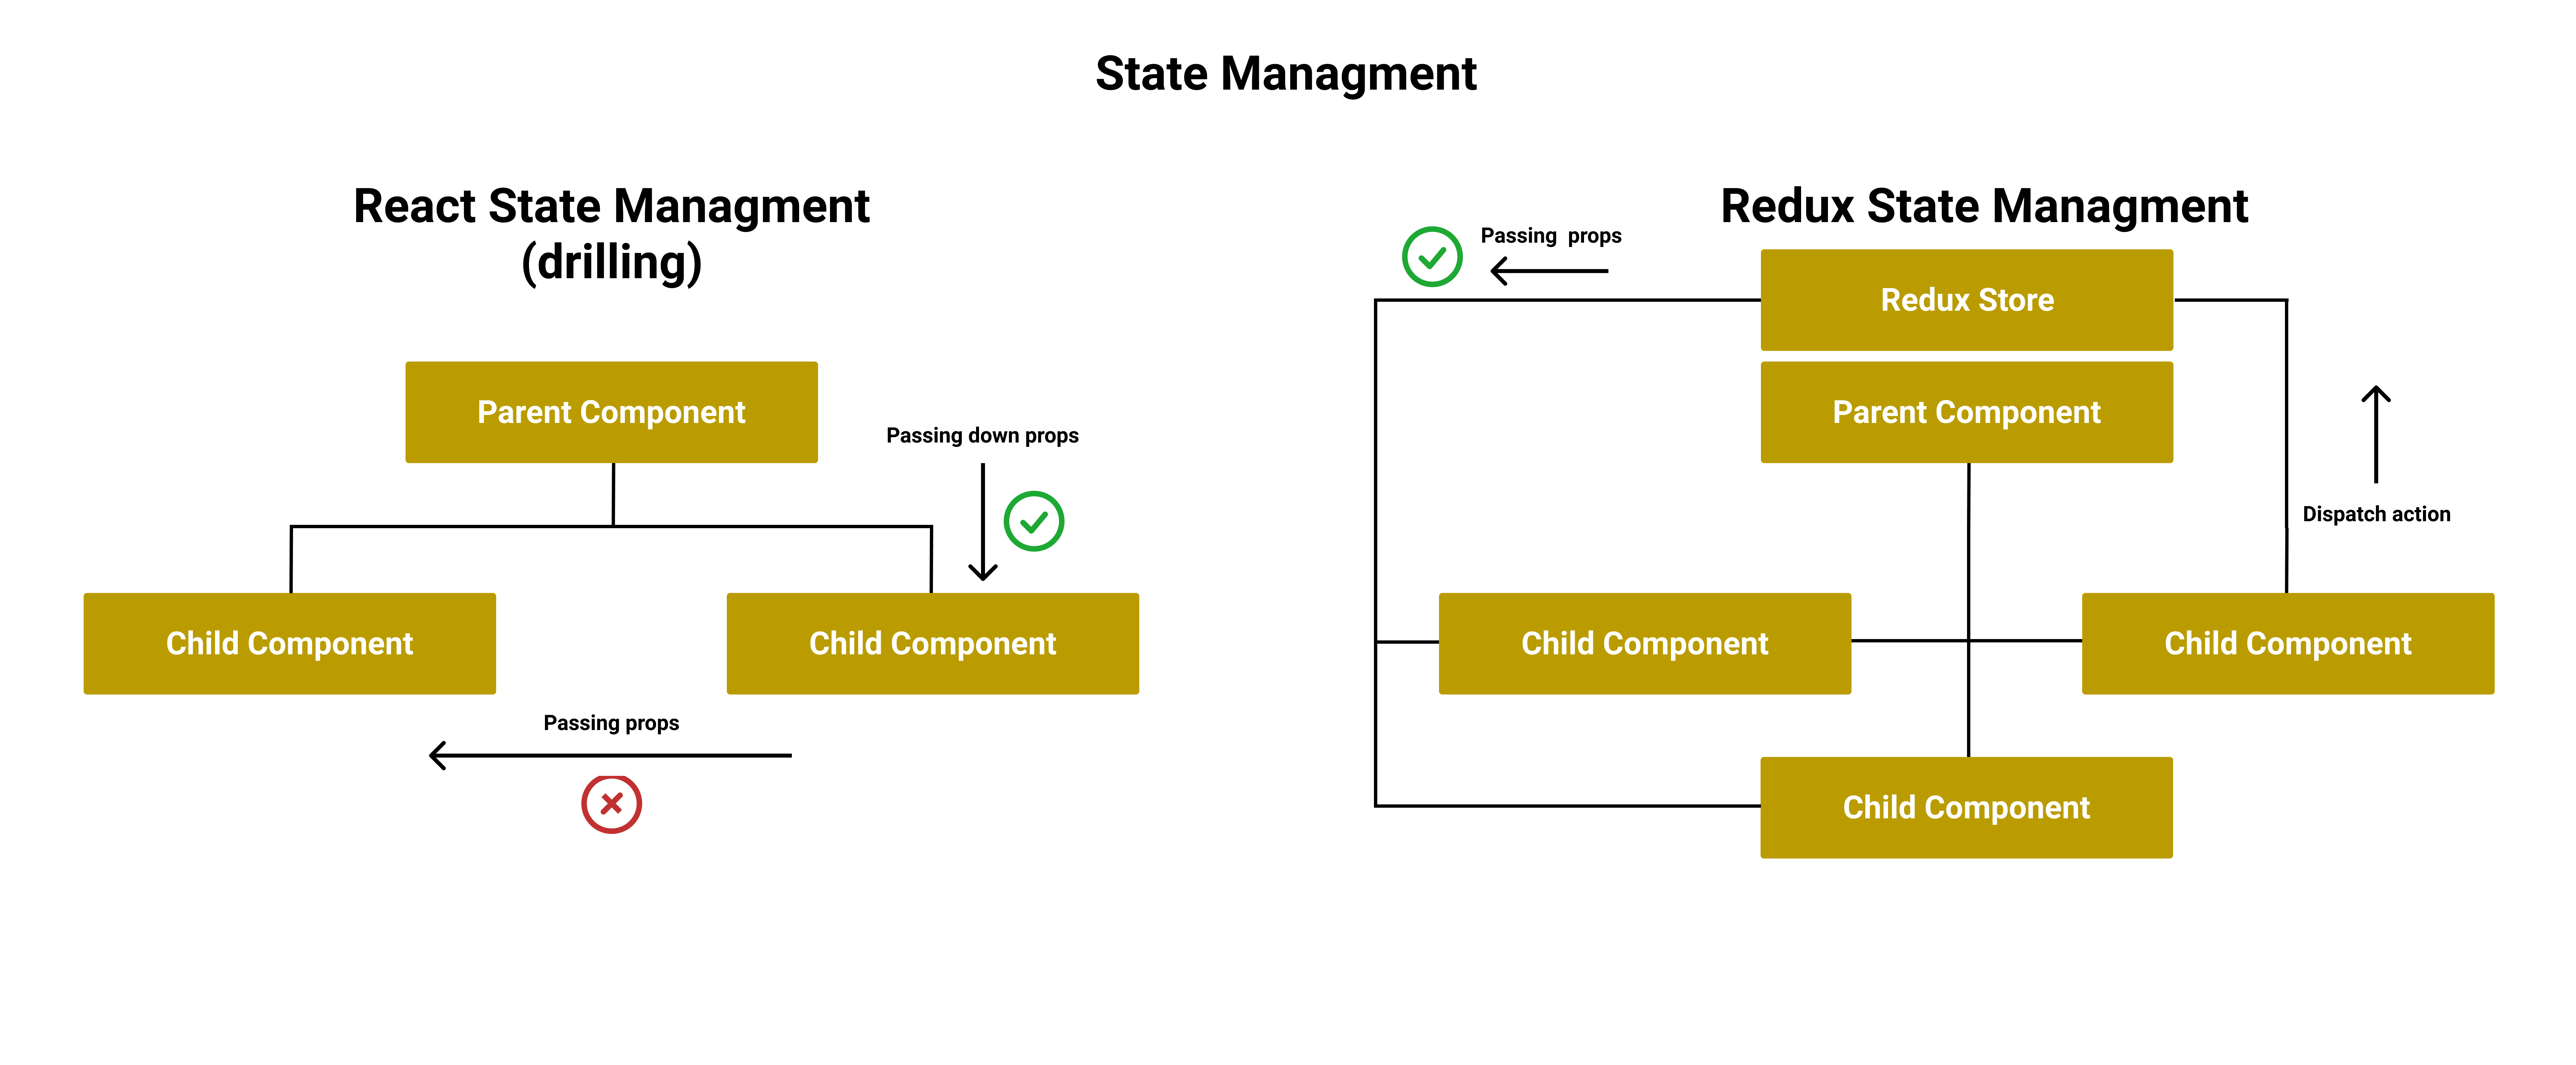 State Managment
React State Managment
(drilling)
Parent Component
Passing down props
Child Component
Child Component
Passing props
Redux State Managment
Passing props
Redux Store
Parent Component
Dispatch action
Child Component
Child Component
Child Component